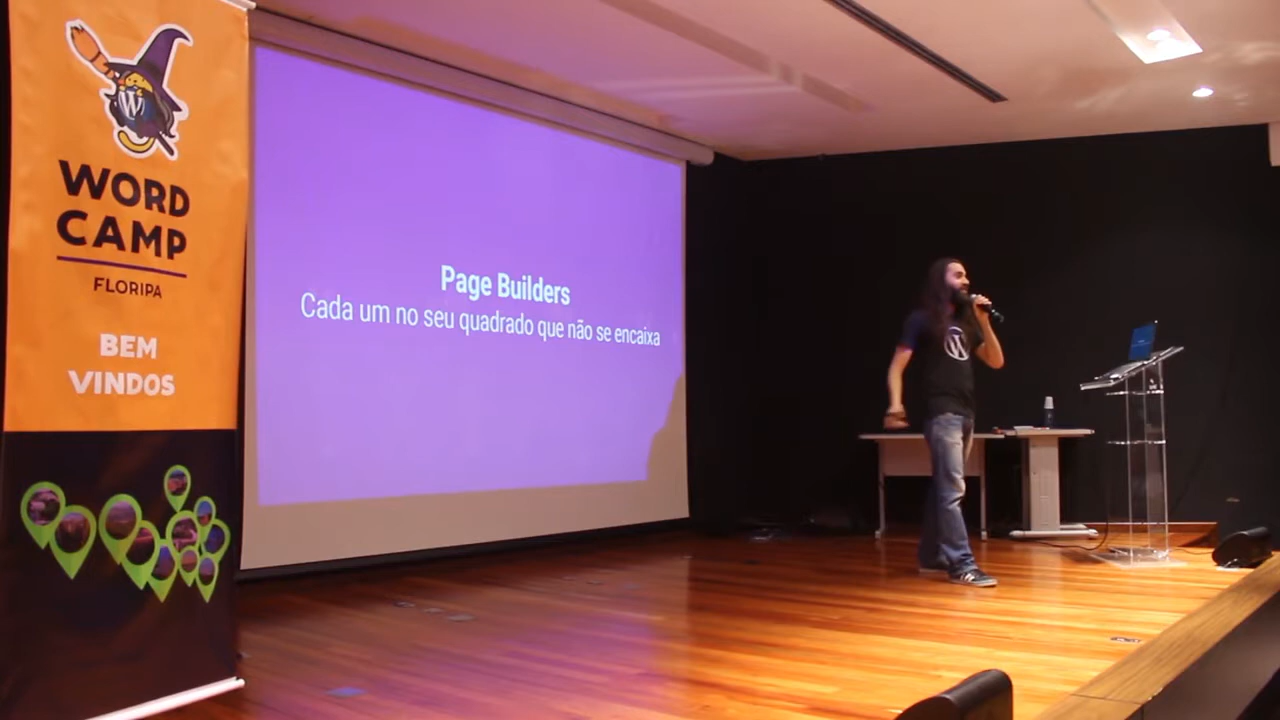 WORD
CAMP
FLORIPA
BEM
VINDOS
Page Builders
Cada um no seu quadrado que não se encaixa